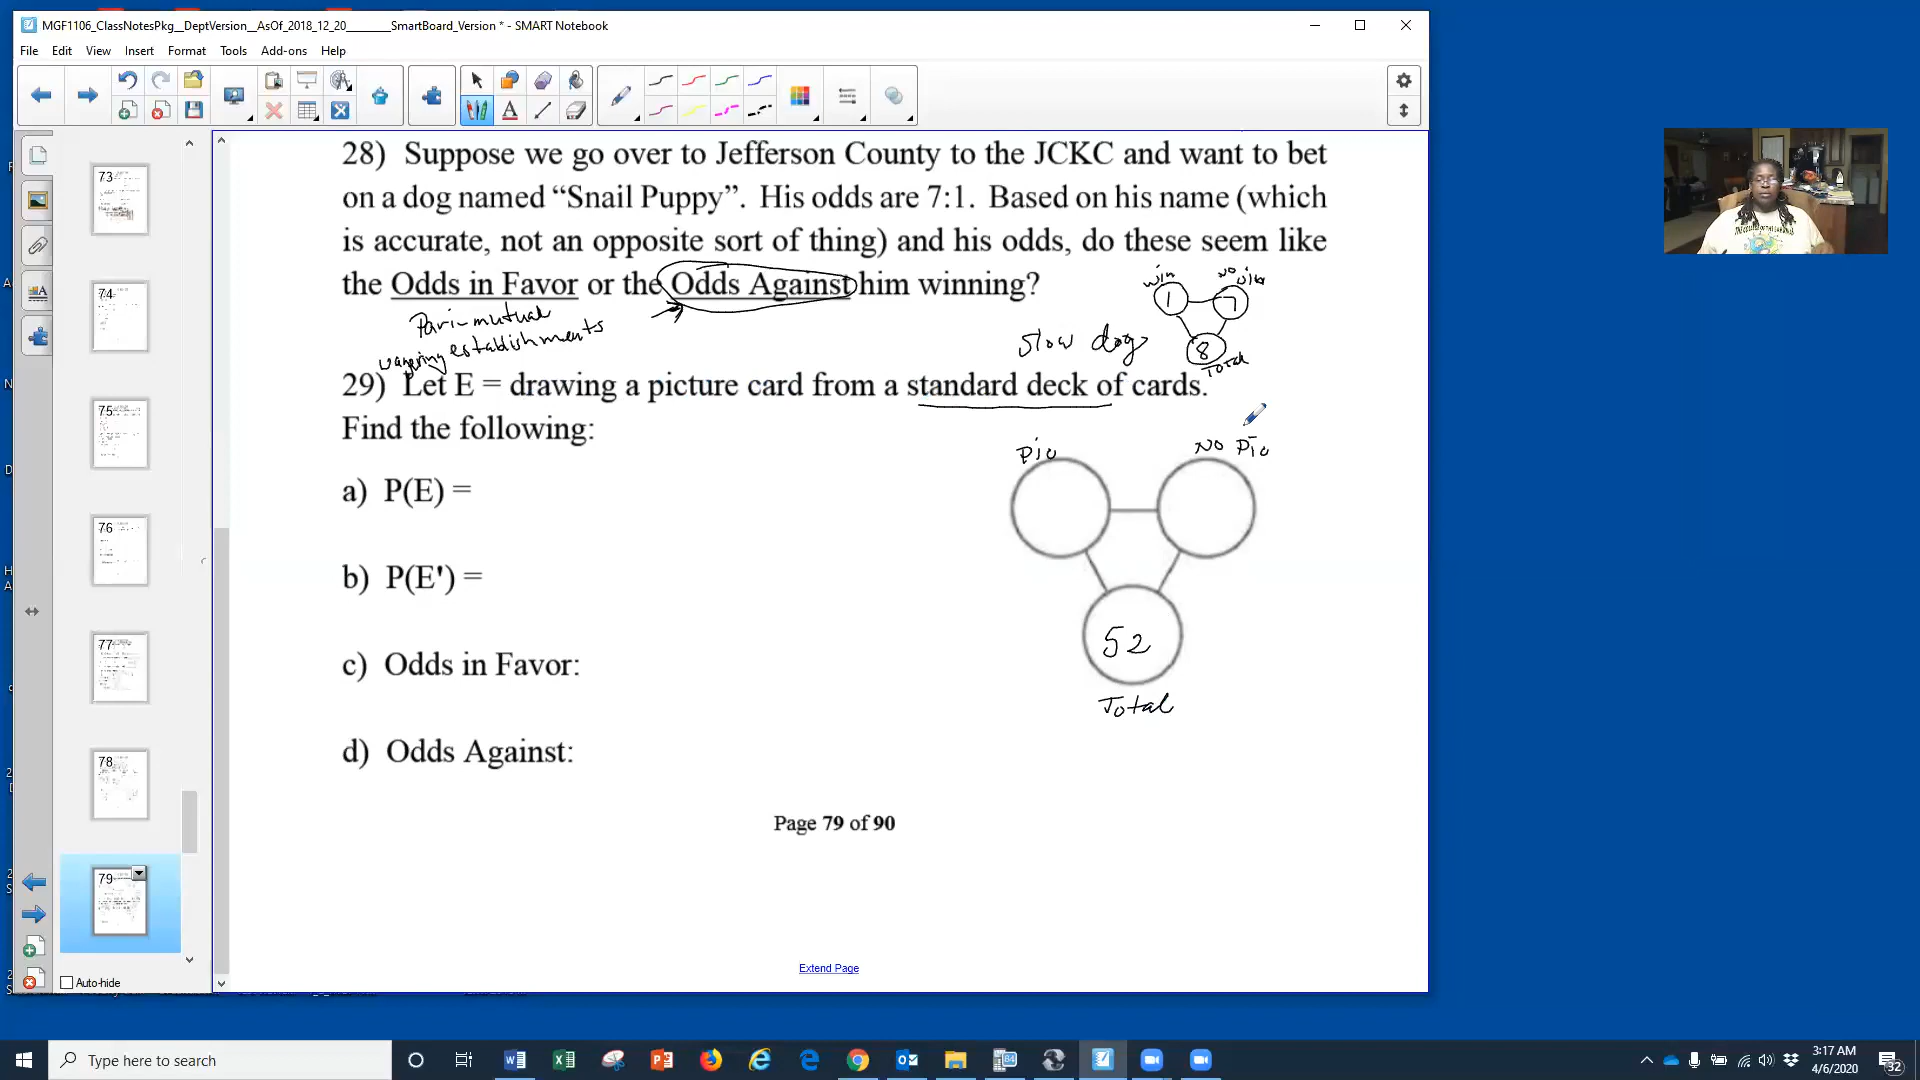 MGF1106_ClassNotesPkg__DeptVersion__AsOf_2018_12_20________SmartBoard_Version * - SMART Notebook
File Edit View Insert Format Tools Add-ons Help
28) Suppose we go over to Jefferson County to the JCKC and want to bet
on a dog named “Snail Puppy”. His odds are 7:1. Based on his name (which
is accurate, not an opposite sort of thing) and his odds, do these seem like
the Odds in Favor or the Odds Against him winning?
win
1 7
8
Total
Pari-mutual
wagering establishments
Slow dog
29) Let E = drawing a picture card from a standard deck of cards.
Find the following:
Pic No Pic
a) P(E) =
b) P(E') =
52
Total
c) Odds in Favor:
d) Odds Against:
Page 79 of 90
Extend Page
73
74
75
76
77
78
79
Auto-hide
Type here to search
3:17 AM
4/6/2020
32